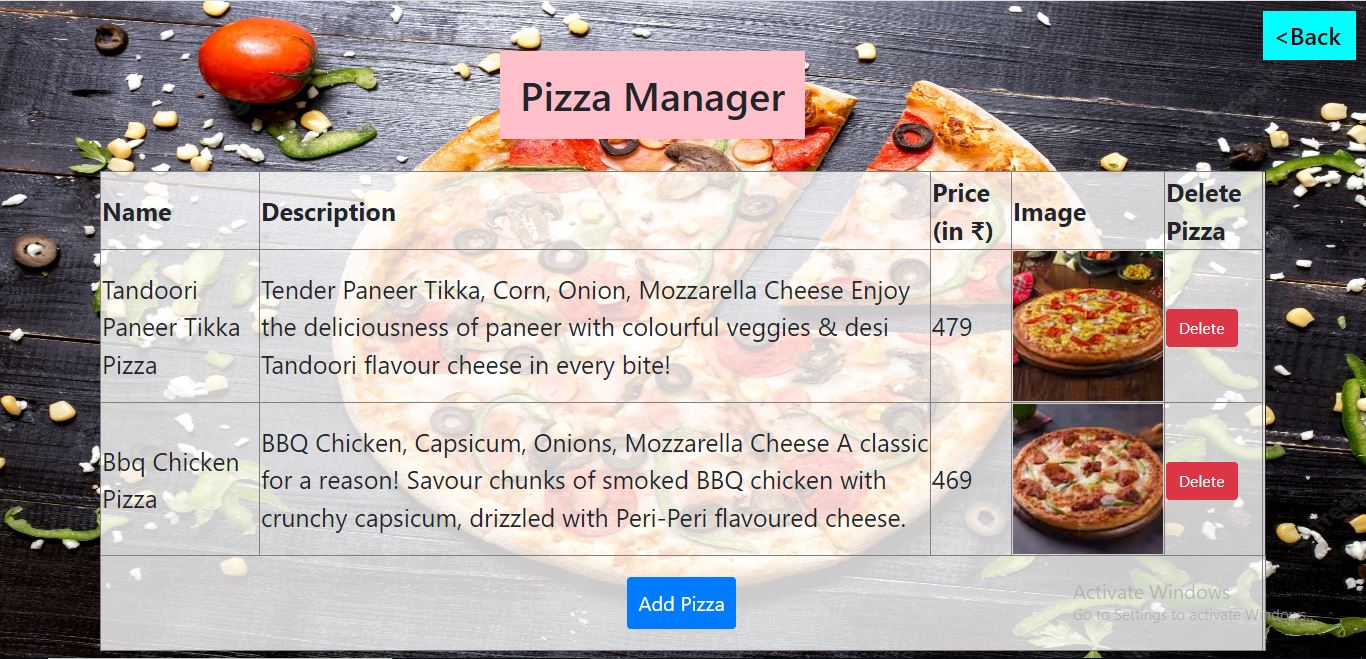 <Back
Pizza Manager
Name
Description
Price
(in ₹)
Image
Delete
Pizza
Tandoori
Paneer Tikka
Pizza
Tender Paneer Tikka, Corn, Onion, Mozzarella Cheese Enjoy
the deliciousness of paneer with colourful veggies & desi
Tandoori flavour cheese in every bite!
479
Delete
Bbq Chicken
Pizza
BBQ Chicken, Capsicum, Onions, Mozzarella Cheese A classic
for a reason! Savour chunks of smoked BBQ chicken with
crunchy capsicum, drizzled with Peri-Peri flavoured cheese.
469
Delete
Add Pizza
Activate Windows
Go to Settings to activate Windows.